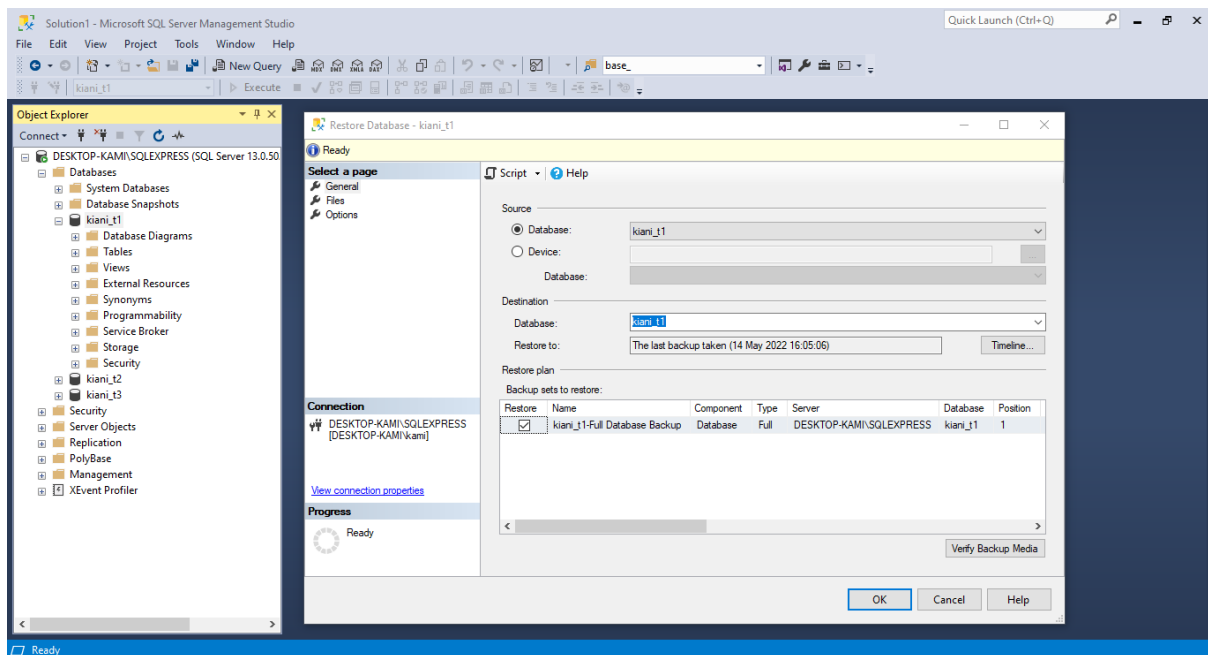 Solution1 - Microsoft SQL Server Management Studio
Quick Launch (Ctrl+Q)
File Edit View Project Tools Window Help
New Query
MDX DMX XMLA DAX
base_
kiani_t1
Execute
Object Explorer
Connect
DESKTOP-KAMI\SQLEXPRESS (SQL Server 13.0.50
Databases
System Databases
Database Snapshots
kiani_t1
Database Diagrams
Tables
Views
External Resources
Synonyms
Programmability
Service Broker
Storage
Security
kiani_t2
kiani_t3
Security
Server Objects
Replication
PolyBase
Management
XEvent Profiler
Restore Database - kiani_t1
Ready
Select a page
General
Files
Options
Connection
DESKTOP-KAMI\SQLEXPRESS
[DESKTOP-KAMI\kami]
View connection properties
Progress
Ready
Script Help
Source
Database: kiani_t1
Device: ...
Database:
Destination
Database: kiani_t1
Restore to: The last backup taken (14 May 2022 16:05:06) Timeline...
Restore plan
Backup sets to restore:
Restore Name Component Type Server Database Position
kiani_t1-Full Database Backup Database Full DESKTOP-KAMI\SQLEXPRESS kiani_t1 1
Verify Backup Media
OK Cancel Help
Ready